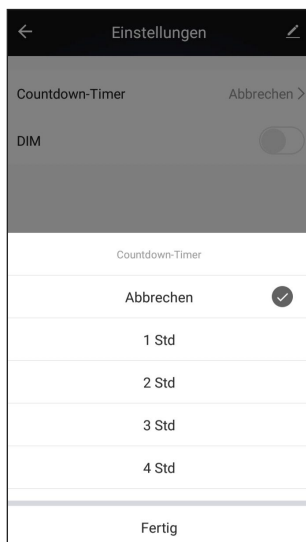 Einstellungen
Countdown-Timer Abbrechen >
DIM
Countdown-Timer
Abbrechen
1 Std
2 Std
3 Std
4 Std
Fertig